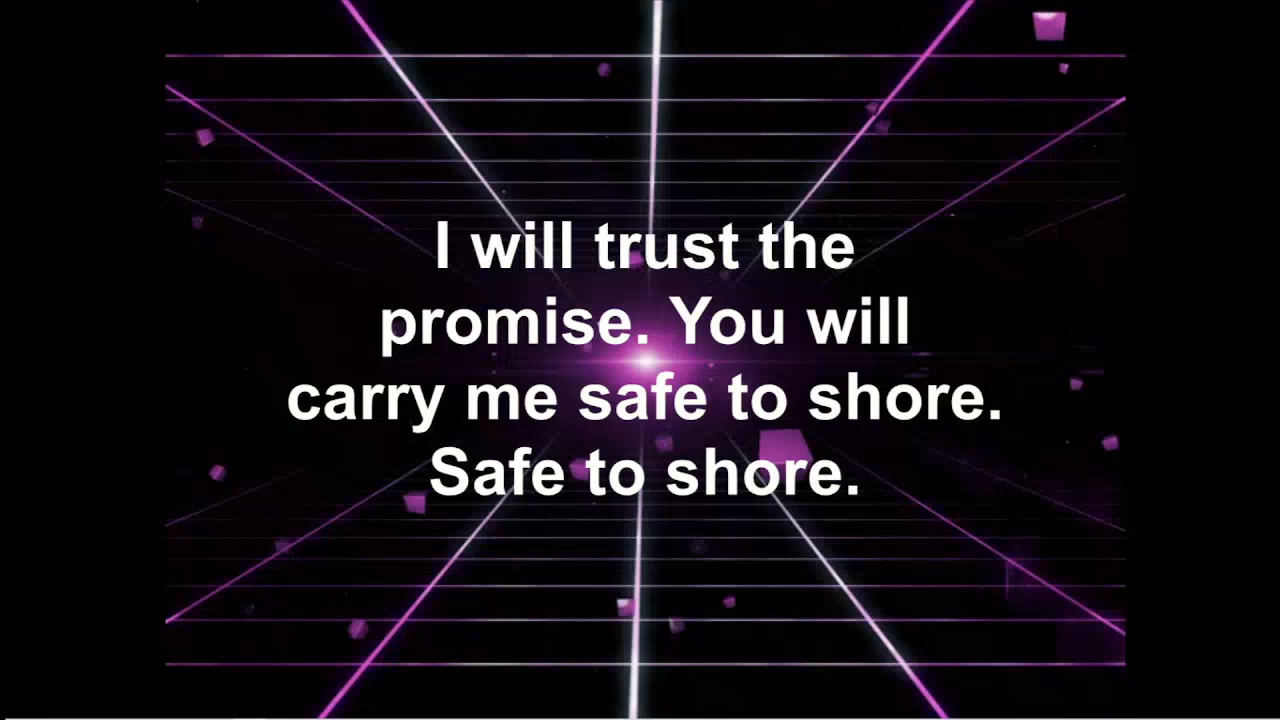 I will trust the
promise. You will
carry me safe to shore.
Safe to shore.